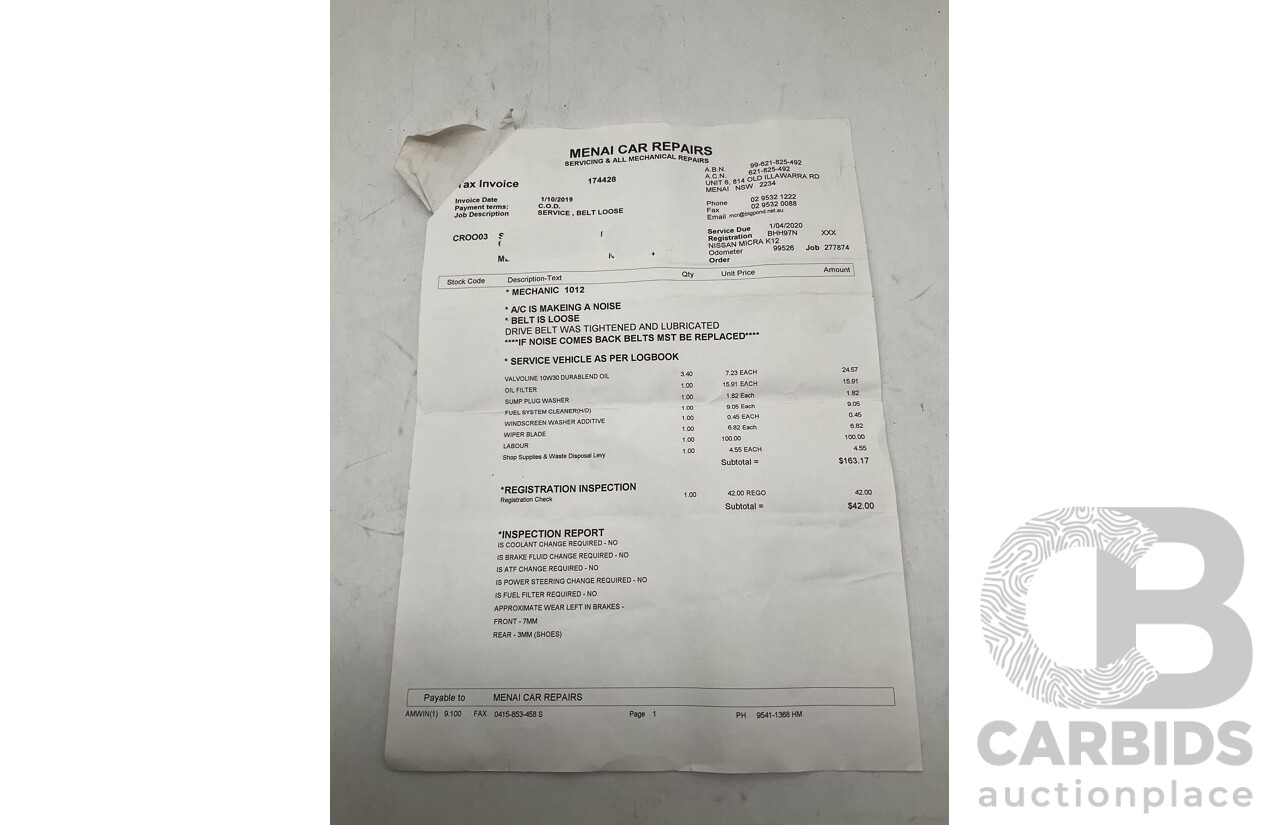 MENAI CAR REPAIRS
SERVICING & ALL MECHANICAL REPAIRS
Tax Invoice 174428
A.B.N. 99-621-825-492
A.C.N. 621-825-492
UNIT 6, 814 OLD ILLAWARRA RD
MENAI NSW 2234
Invoice Date 1/10/2019
Payment terms: C.O.D.
Job Description SERVICE , BELT LOOSE
Phone 02 9532 1222
Fax 02 9532 0088
Email mcr@bigpond.net.au
CROO03
Service Due 1/04/2020
Registration BHH97N XXX
NISSAN MICRA K12
Odometer 99526 Job 277874
Order
Stock Code Description-Text Qty Unit Price Amount
* MECHANIC 1012
* A/C IS MAKEING A NOISE
* BELT IS LOOSE
DRIVE BELT WAS TIGHTENED AND LUBRICATED
****IF NOISE COMES BACK BELTS MST BE REPLACED****
* SERVICE VEHICLE AS PER LOGBOOK
VALVOLINE 10W30 DURABLEND OIL 3.40 7.23 EACH 24.57
OIL FILTER 1.00 15.91 EACH 15.91
SUMP PLUG WASHER 1.00 1.82 Each 1.82
FUEL SYSTEM CLEANER(H/D) 1.00 9.05 Each 9.05
WINDSCREEN WASHER ADDITIVE 1.00 0.45 EACH 0.45
WIPER BLADE 1.00 6.82 Each 6.82
LABOUR 1.00 100.00 100.00
Shop Supplies & Waste Disposal Levy 1.00 4.55 EACH 4.55
Subtotal = $163.17
*REGISTRATION INSPECTION
Registration Check 1.00 42.00 REGO 42.00
Subtotal = $42.00
*INSPECTION REPORT
IS COOLANT CHANGE REQUIRED - NO
IS BRAKE FLUID CHANGE REQUIRED - NO
IS ATF CHANGE REQUIRED - NO
IS POWER STEERING CHANGE REQUIRED - NO
IS FUEL FILTER REQUIRED - NO
APPROXIMATE WEAR LEFT IN BRAKES -
FRONT - 7MM
REAR - 3MM (SHOES)
Payable to MENAI CAR REPAIRS
AMWIN(1) 9.100 FAX 0415-853-458 S Page 1 PH 9541-1368 HM
CB
CARBIDS
auctionplace